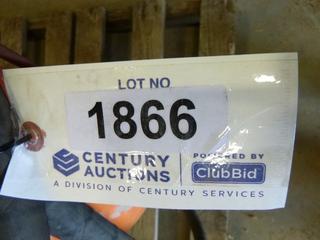 LOT NO
1866
CENTURY AUCTIONS
POWERED BY
ClubBid
A DIVISION OF CENTURY SERVICES